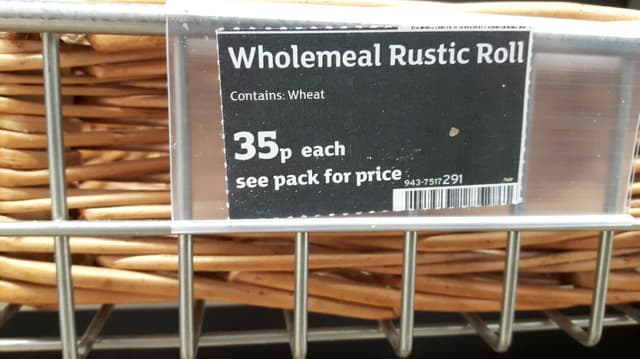 Wholemeal Rustic Roll
Contains: Wheat
35p each
see pack for price
943-7517291